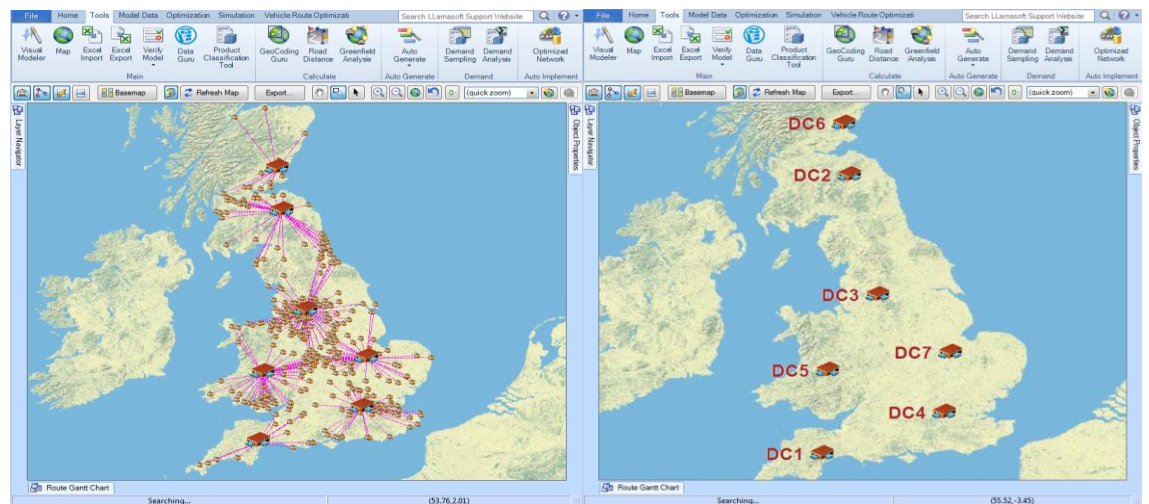 File Home Tools Model Data Optimization Simulation Vehicle Route Optimizati Search LLamasoft Support Website
Visual Modeler Map Excel Import Excel Export Verify Model Data Guru Product Classification Tool GeoCoding Guru Road Distance Greenfield Analysis Auto Generate Demand Sampling Demand Analysis Optimized Network
Main Calculate Auto Generate Demand Auto Implement
Basemap Refresh Map Export... (quick zoom)
Layer Navigator
Object Properties
Route Gantt Chart
Searching... (53.76,2.01)
File Home Tools Model Data Optimization Simulation Vehicle Route Optimizati Search LLamasoft Support Website
Visual Modeler Map Excel Import Excel Export Verify Model Data Guru Product Classification Tool GeoCoding Guru Road Distance Greenfield Analysis Auto Generate Demand Sampling Demand Analysis Optimized Network
Main Calculate Auto Generate Demand Auto Implement
Basemap Refresh Map Export... (quick zoom)
Layer Navigator
Object Properties
DC6
DC2
DC3
DC7
DC5
DC4
DC1
Route Gantt Chart
Searching... (55.52,-3.45)